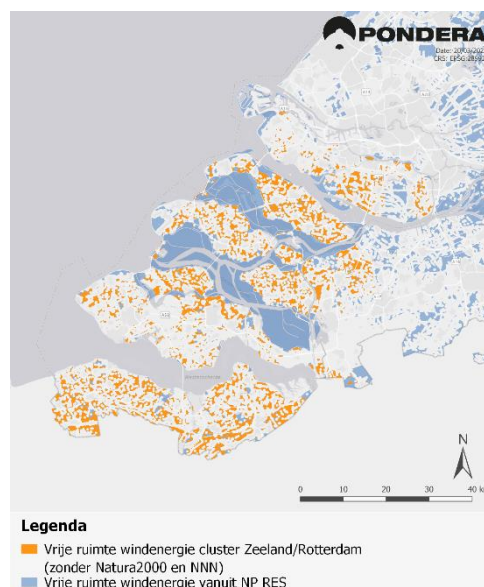 PONDERA
N
0 10 20 30 40 km
Legenda
Vrije ruimte windenergie cluster Zeeland/Rotterdam
(zonder Natura2000 en NNN)
Vrije ruimte windenergie vanuit NP RES